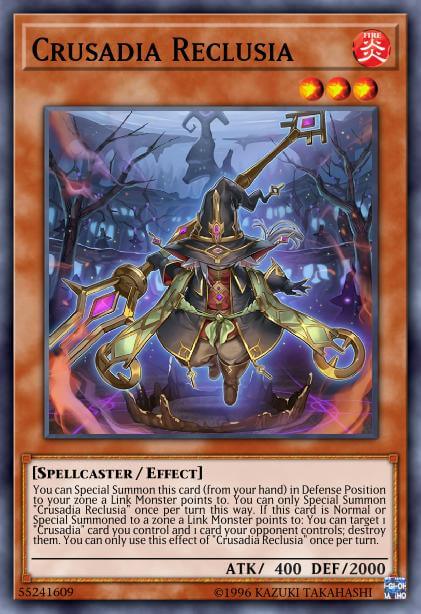 CRUSADIA RECLUSIA
FIRE
炎
[SPELLCASTER / EFFECT]
You can Special Summon this card (from your hand) in Defense Position
to your zone a Link Monster points to. You can only Special Summon
"Crusadia Reclusia" once per turn this way. If this card is Normal or
Special Summoned to a zone a Link Monster points to: You can target 1
"Crusadia" card you control and 1 card your opponent controls; destroy
them. You can only use this effect of "Crusadia Reclusia" once per turn.
ATK/ 400 DEF/2000
55241609 ©1996 KAZUKI TAKAHASHI